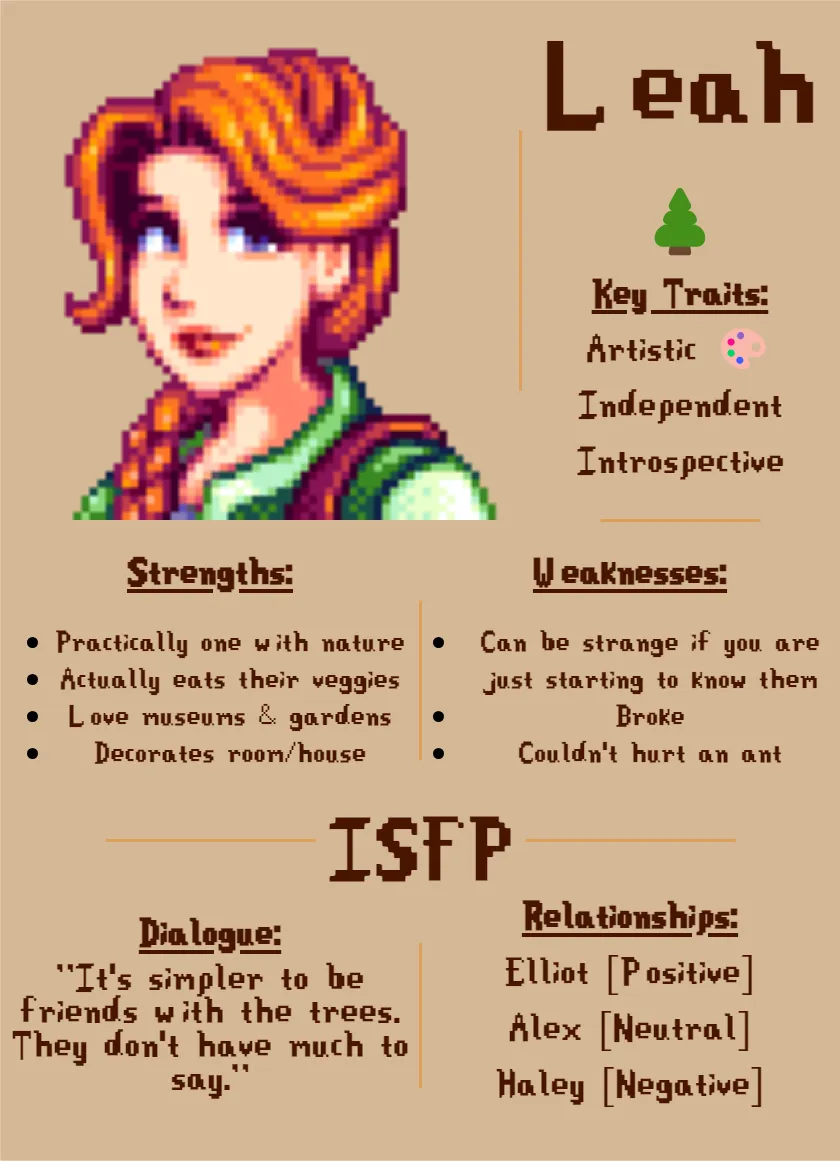 Leah
Key Traits:
Artistic
Independent
Introspective
Strengths:
Practically one with nature
Actually eats their veggies
Love museums & gardens
Decorates room/house
Weaknesses:
Can be strange if you are
just starting to know them
Broke
Couldn't hurt an ant
ISFP
Dialogue:
"It's simpler to be
friends with the trees.
They don't have much to
say."
Relationships:
Elliot [Positive]
Alex [Neutral]
Haley [Negative]